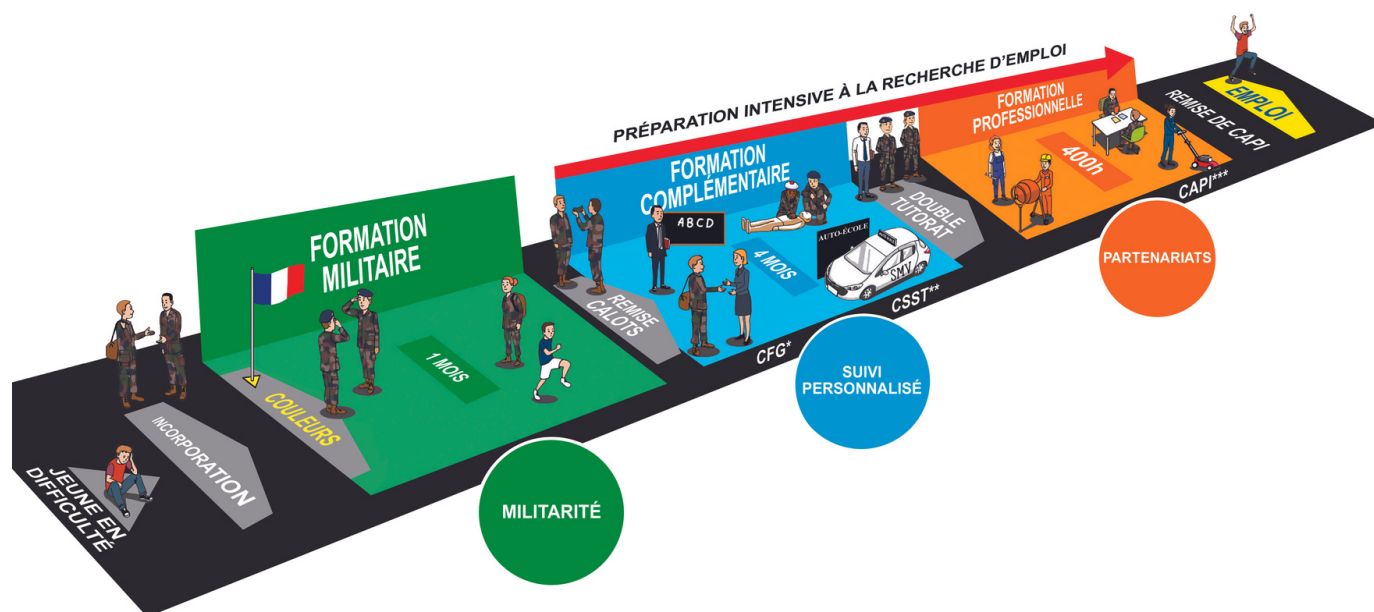 JEUNE EN
DIFFICULTÉ
INCORPORATION
COULEURS
FORMATION
MILITAIRE
1 MOIS
MILITARITÉ
PRÉPARATION INTENSIVE À LA RECHERCHE D'EMPLOI
REMISE
CALOTS
FORMATION
COMPLÉMENTAIRE
ABCD
4 MOIS
AUTO-ÉCOLE
SMV
CFG*
CSST**
SUIVI
PERSONNALISÉ
DOUBLE
TUTORAT
FORMATION
PROFESSIONNELLE
400h
CAPI***
PARTENARIATS
REMISE DE CAPI
EMPLOI